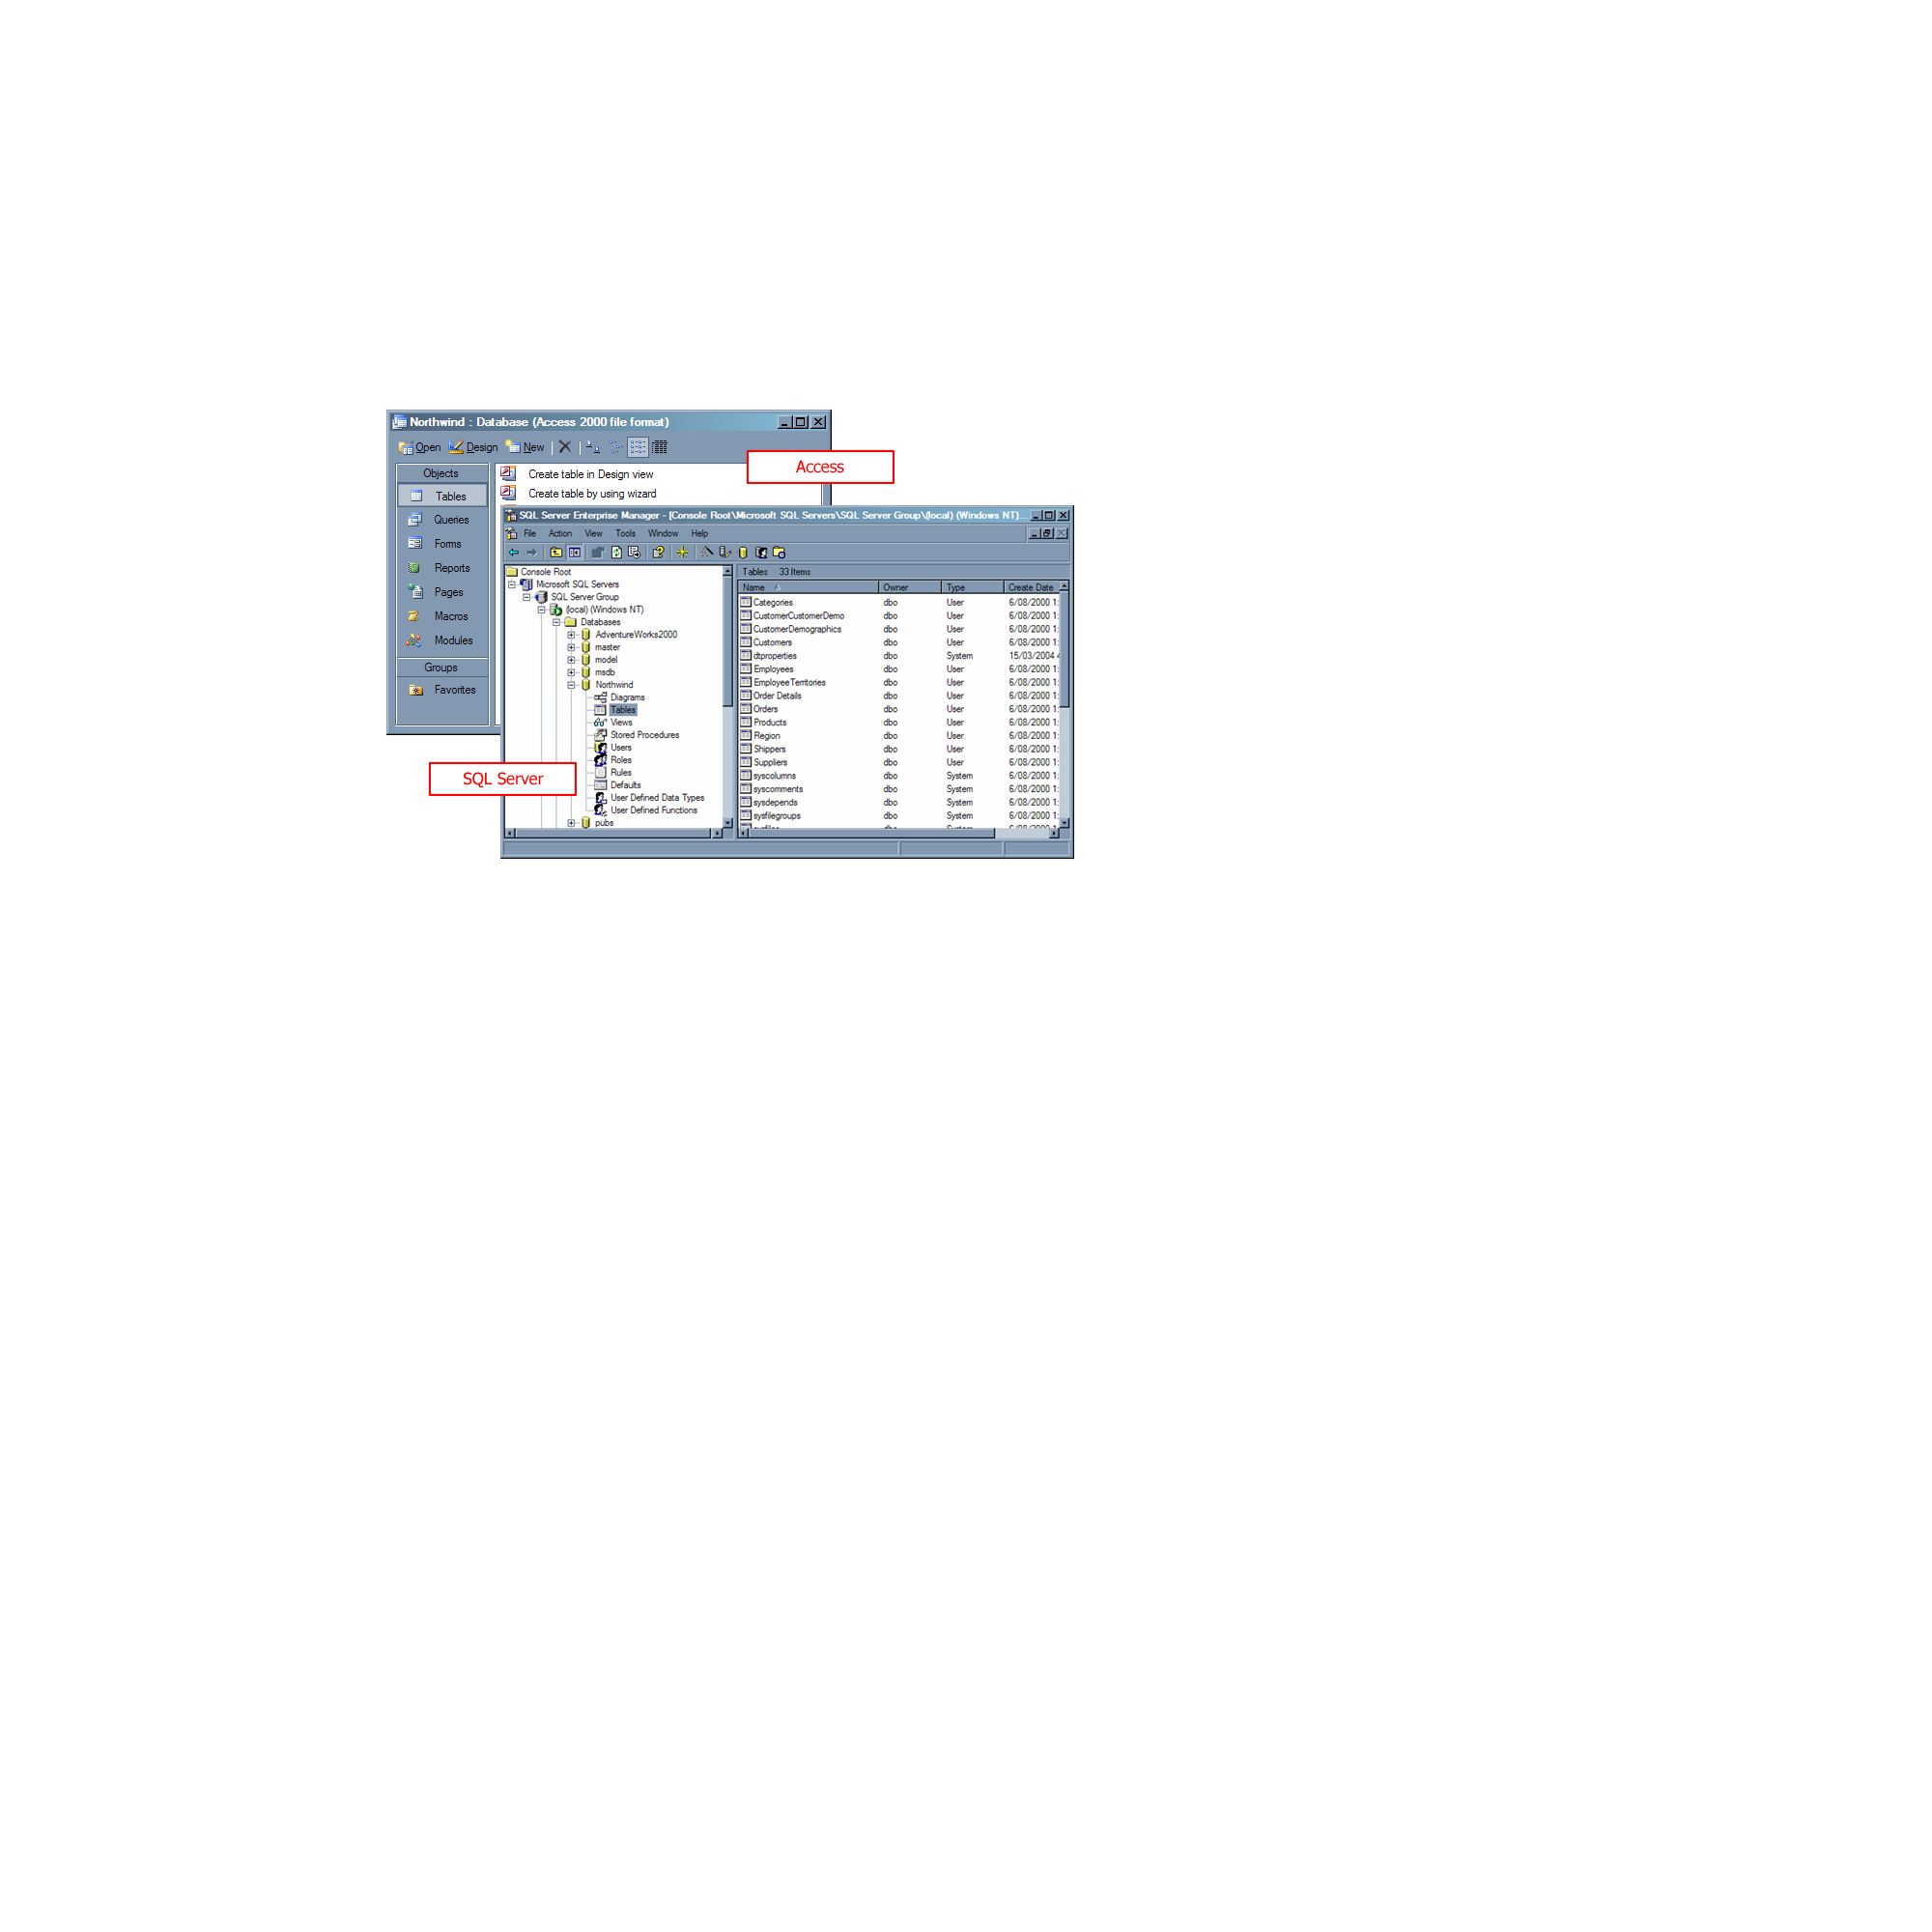 Northwind : Database (Access 2000 file format)
Open Design New
Access
Objects
Tables
Queries
Forms
Reports
Pages
Macros
Modules
Groups
Favorites
Create table in Design view
Create table by using wizard
SQL Server Enterprise Manager - [Console Root\Microsoft SQL Servers\SQL Server Group\(local) (Windows NT)...
File Action View Tools Window Help
Console Root
Microsoft SQL Servers
SQL Server Group
(local) (Windows NT)
Databases
AdventureWorks2000
master
model
msdb
Northwind
Diagrams
Tables
Views
Stored Procedures
Users
Roles
Rules
Defaults
User Defined Data Types
User Defined Functions
pubs
SQL Server
Tables 33 Items
Name Owner Type Create Date
Categories dbo User 6/08/2000 1:
CustomerCustomerDemo dbo User 6/08/2000 1:
CustomerDemographics dbo User 6/08/2000 1:
Customers dbo User 6/08/2000 1:
dtproperties dbo System 15/03/2004 4
Employees dbo User 6/08/2000 1:
EmployeeTerritories dbo User 6/08/2000 1:
Order Details dbo User 6/08/2000 1:
Orders dbo User 6/08/2000 1:
Products dbo User 6/08/2000 1:
Region dbo User 6/08/2000 1:
Shippers dbo User 6/08/2000 1:
Suppliers dbo User 6/08/2000 1:
syscolumns dbo System 6/08/2000 1:
syscomments dbo System 6/08/2000 1:
sysdepends dbo System 6/08/2000 1:
sysfilegroups dbo System 6/08/2000 1: